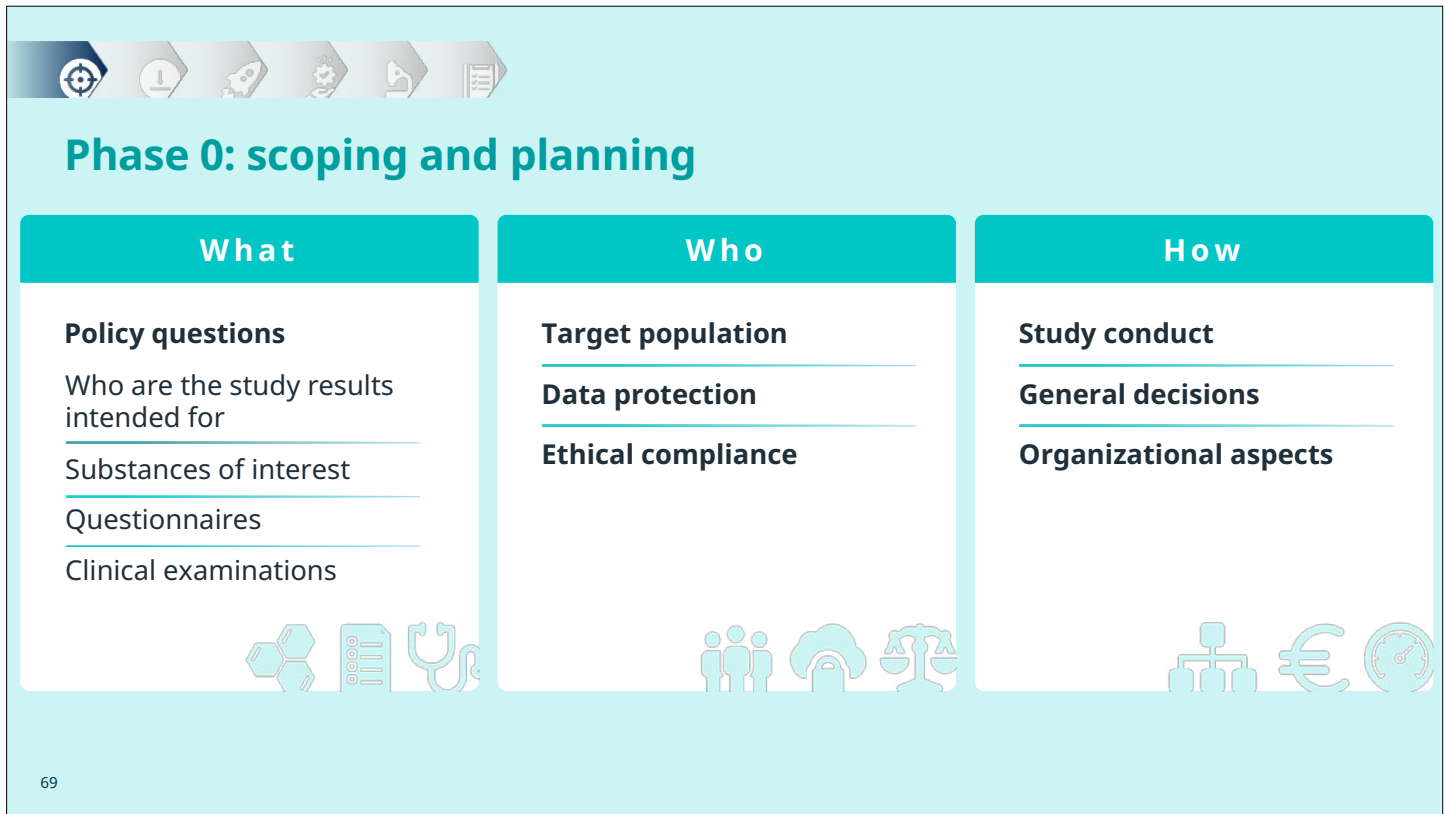 Phase 0: scoping and planning
What
Policy questions
Who are the study results
intended for
Substances of interest
Questionnaires
Clinical examinations
Who
Target population
Data protection
Ethical compliance
How
Study conduct
General decisions
Organizational aspects
69